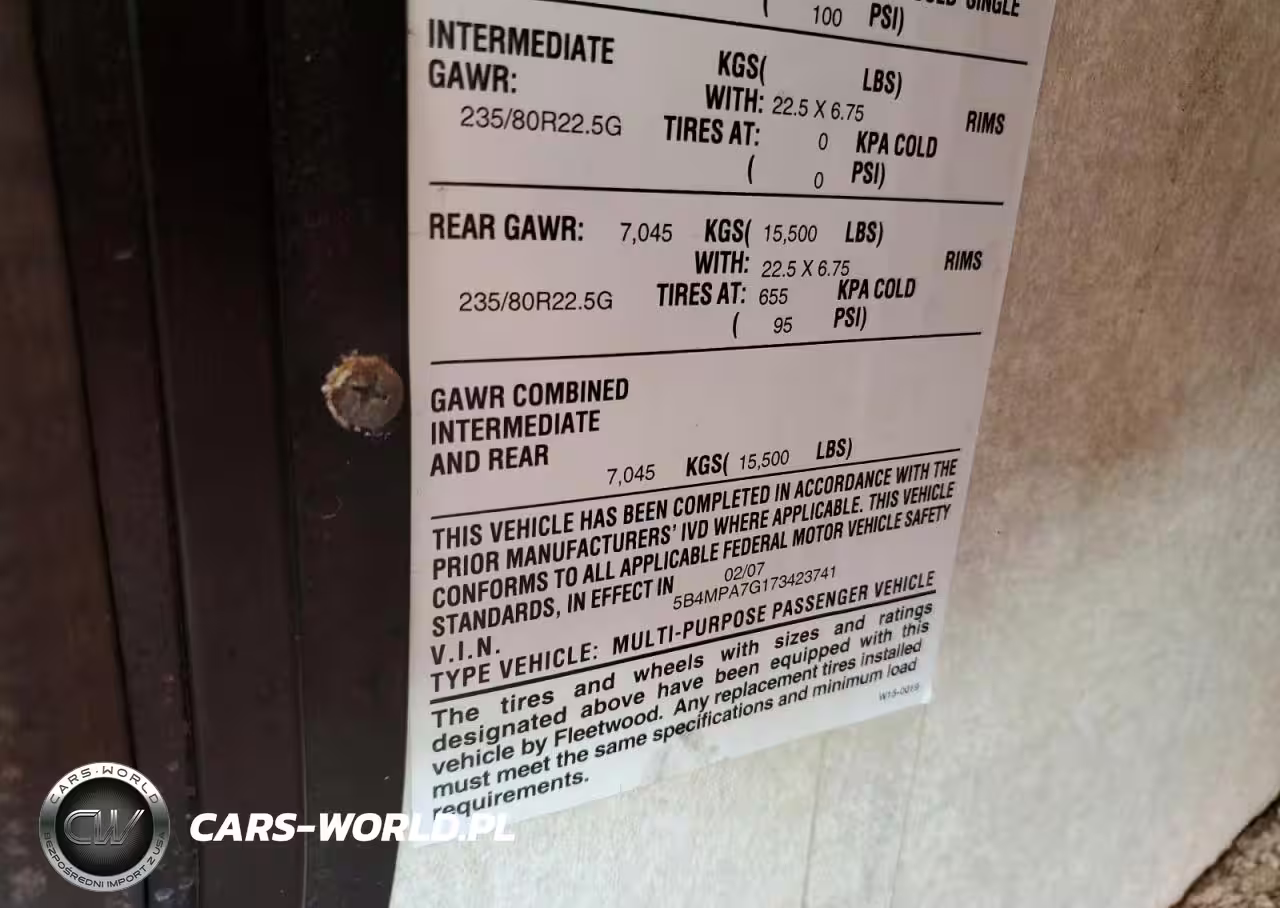 SINGLE
( 100 PSI)
INTERMEDIATE GAWR: KGS( LBS)
WITH: 22.5 X 6.75 RIMS
235/80R22.5G TIRES AT: 0 KPA COLD
( 0 PSI)
REAR GAWR: 7,045 KGS( 15,500 LBS)
WITH: 22.5 X 6.75 RIMS
235/80R22.5G TIRES AT: 655 KPA COLD
( 95 PSI)
GAWR COMBINED
INTERMEDIATE
AND REAR 7,045 KGS( 15,500 LBS)
THIS VEHICLE HAS BEEN COMPLETED IN ACCORDANCE WITH THE
PRIOR MANUFACTURERS' IVD WHERE APPLICABLE. THIS VEHICLE
CONFORMS TO ALL APPLICABLE FEDERAL MOTOR VEHICLE SAFETY
STANDARDS, IN EFFECT IN 02/07
V.I.N. 5B4MPA7G173423741
TYPE VEHICLE: MULTI-PURPOSE PASSENGER VEHICLE
The tires and wheels with sizes and ratings
designated above have been equipped with this
vehicle by Fleetwood. Any replacement tires installed
must meet the same specifications and minimum load
requirements.
W15-0019
CARS-WORLD
CW
BEZPOŚREDNI IMPORT Z USA
CARS-WORLD.PL